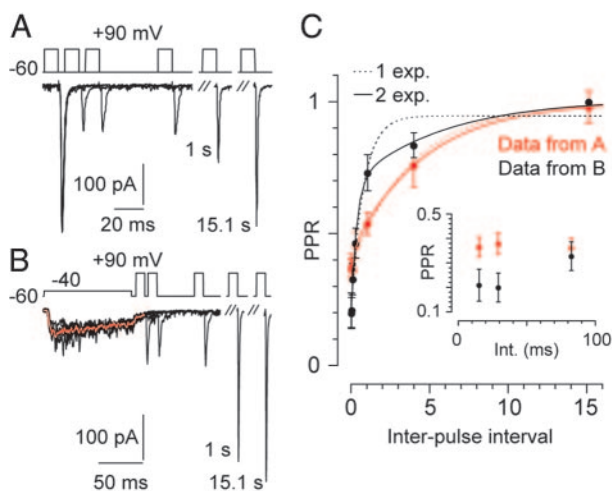 A
+90 mV
-60
1 s
100 pA
20 ms
15.1 s
B
+90 mV
-40
-60
100 pA
1 s
50 ms
15.1 s
C
1 exp.
2 exp.
1
Data from A
Data from B
PPR
0.5
PPR
0.1
0
100
Int. (ms)
0
0
5
10
15
Inter-pulse interval